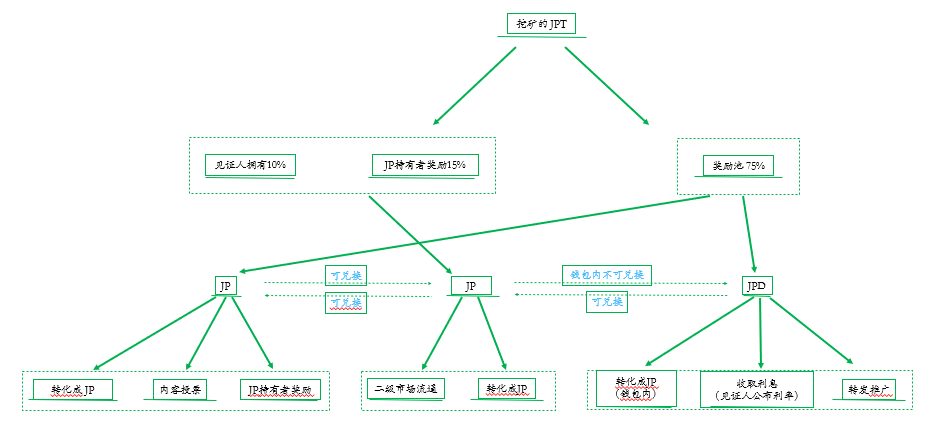 挖矿的JPT
见证人拥有10%
JP持有者奖励15%
奖励池 75%
可兑换
钱包内不可兑换
可兑换
可兑换
JP
JP
JPD
转化成 JP
内容投票
JP持有者奖励
二级市场流通
转化成JP
转化成JP
（钱包内）
收取利息
（见证人公布利率）
转发推广